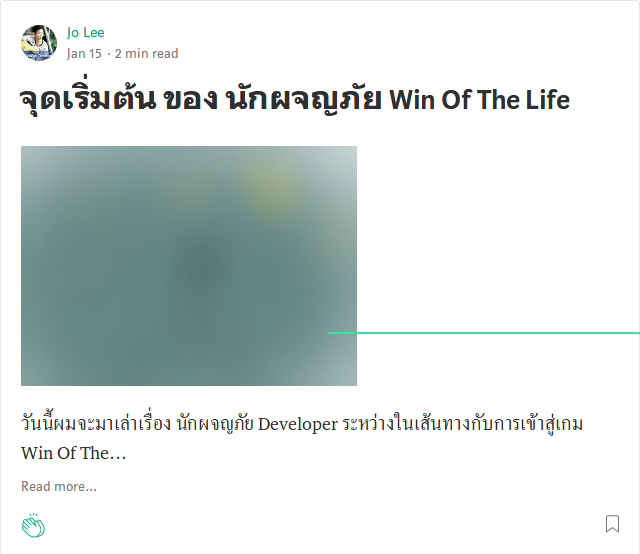 Jo Lee
Jan 15 · 2 min read
จุดเริ่มต้น ของ นักผจญภัย Win Of The Life
วันนี้ผมจะมาเล่าเรื่อง นักผจญภัย Developer ระหว่างในเส้นทางกับการเข้าสู่เกม
Win Of The…
Read more…